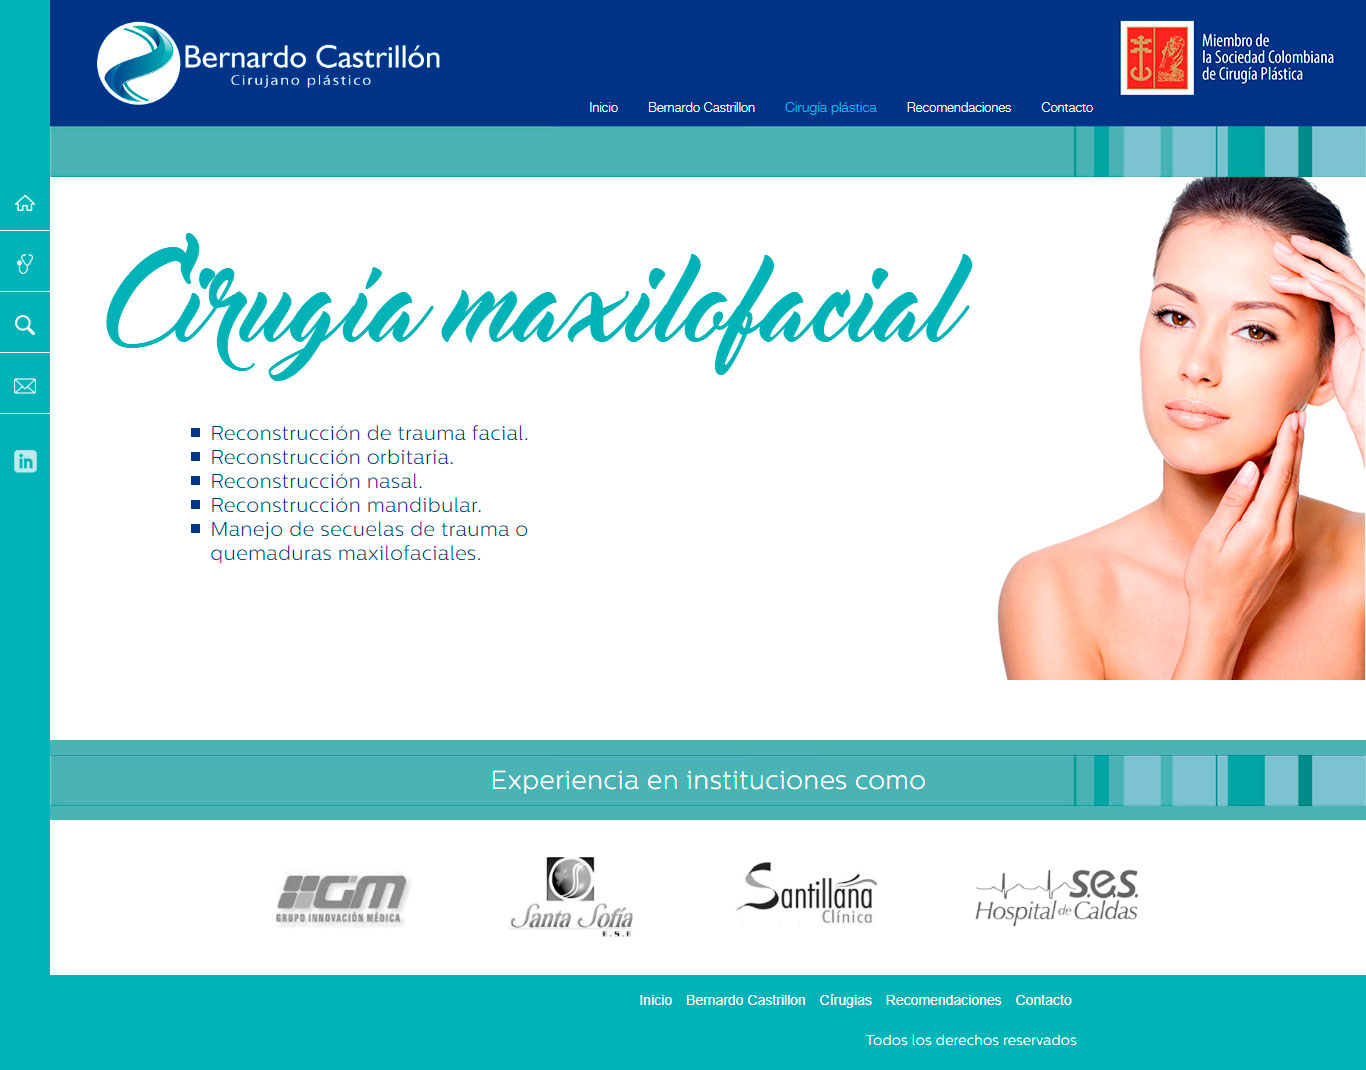 Bernardo Castrillón
Cirujano plástico
Miembro de
la Sociedad Colombiana
de Cirugía Plástica
Inicio Bernardo Castrillon Cirugía plástica Recomendaciones Contacto
Cirugía maxilofacial
Reconstrucción de trauma facial.
Reconstrucción orbitaria.
Reconstrucción nasal.
Reconstrucción mandibular.
Manejo de secuelas de trauma o
quemaduras maxilofaciales.
in
Experiencia en instituciones como
GM
GRUPO INNOVACIÓN MÉDICA
Santa Sofía
E.S.E
Santillana
Clínica
s.e.s.
Hospital de Caldas
Inicio Bernardo Castrillon Círugias Recomendaciones Contacto
Todos los derechos reservados